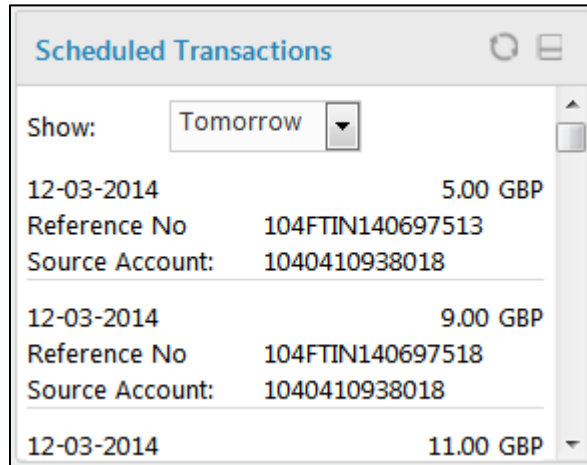 Scheduled Transactions
Show: Tomorrow
12-03-2014 5.00 GBP
Reference No 104FTIN140697513
Source Account: 1040410938018
12-03-2014 9.00 GBP
Reference No 104FTIN140697518
Source Account: 1040410938018
12-03-2014 11.00 GBP